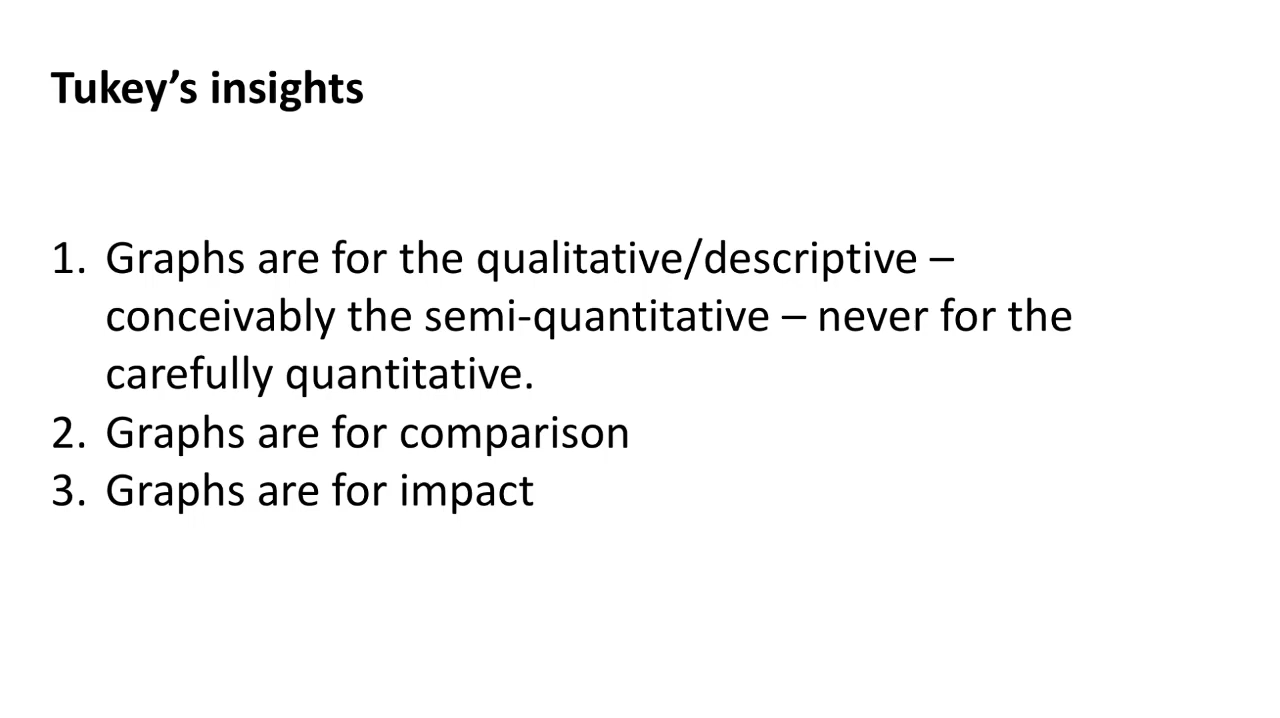 Tukey’s insights
1. Graphs are for the qualitative/descriptive –
conceivably the semi-quantitative – never for the
carefully quantitative.
2. Graphs are for comparison
3. Graphs are for impact